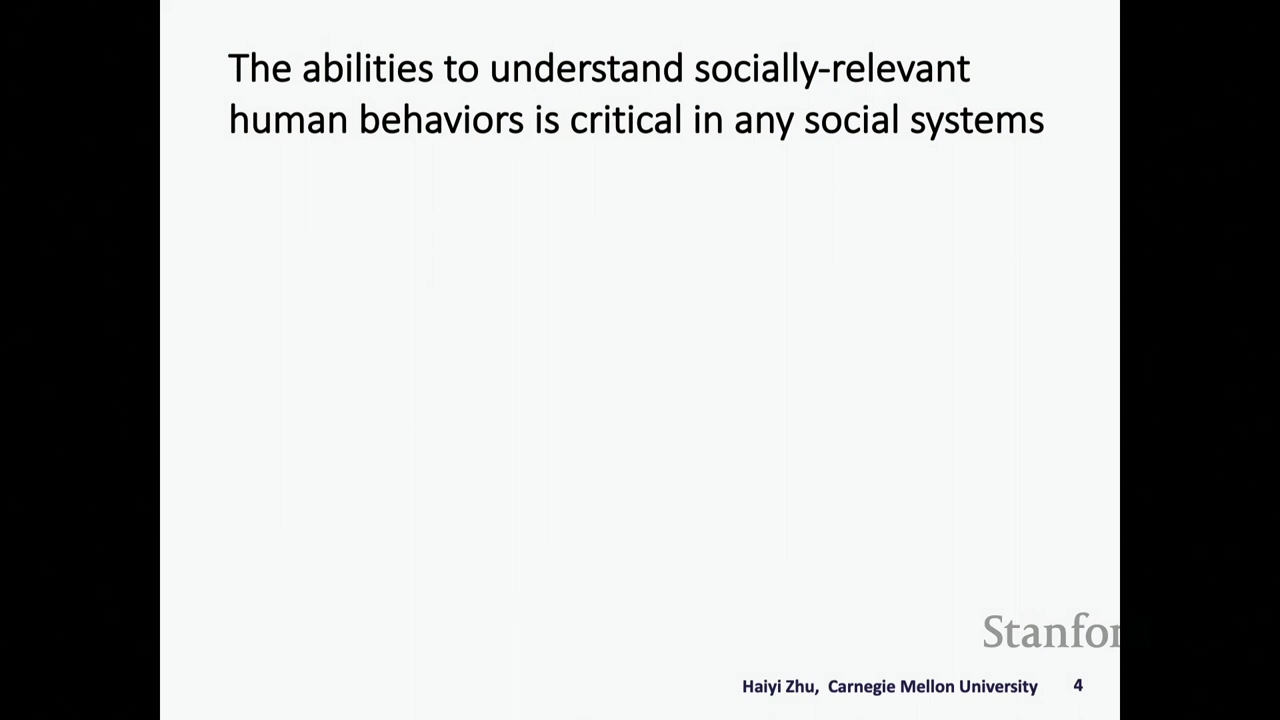 The abilities to understand socially-relevant
human behaviors is critical in any social systems
Stanfor
Haiyi Zhu, Carnegie Mellon University 4